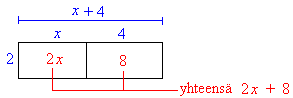 x + 4
x 4
2 2x 8
yhteensä 2x + 8